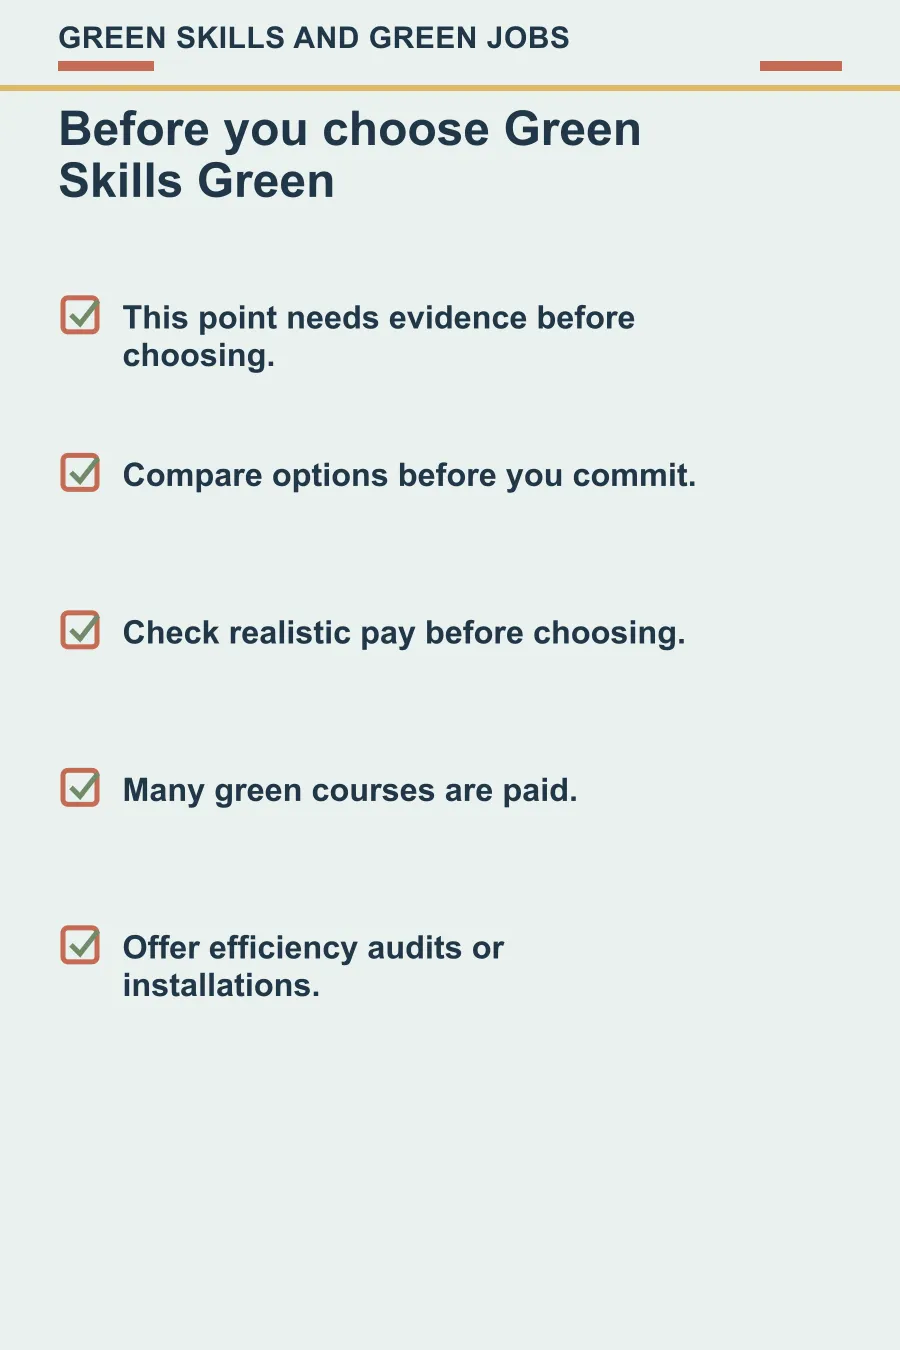 GREEN SKILLS AND GREEN JOBS
Before you choose Green
Skills Green
This point needs evidence before
choosing.
Compare options before you commit.
Check realistic pay before choosing.
Many green courses are paid.
Offer efficiency audits or
installations.